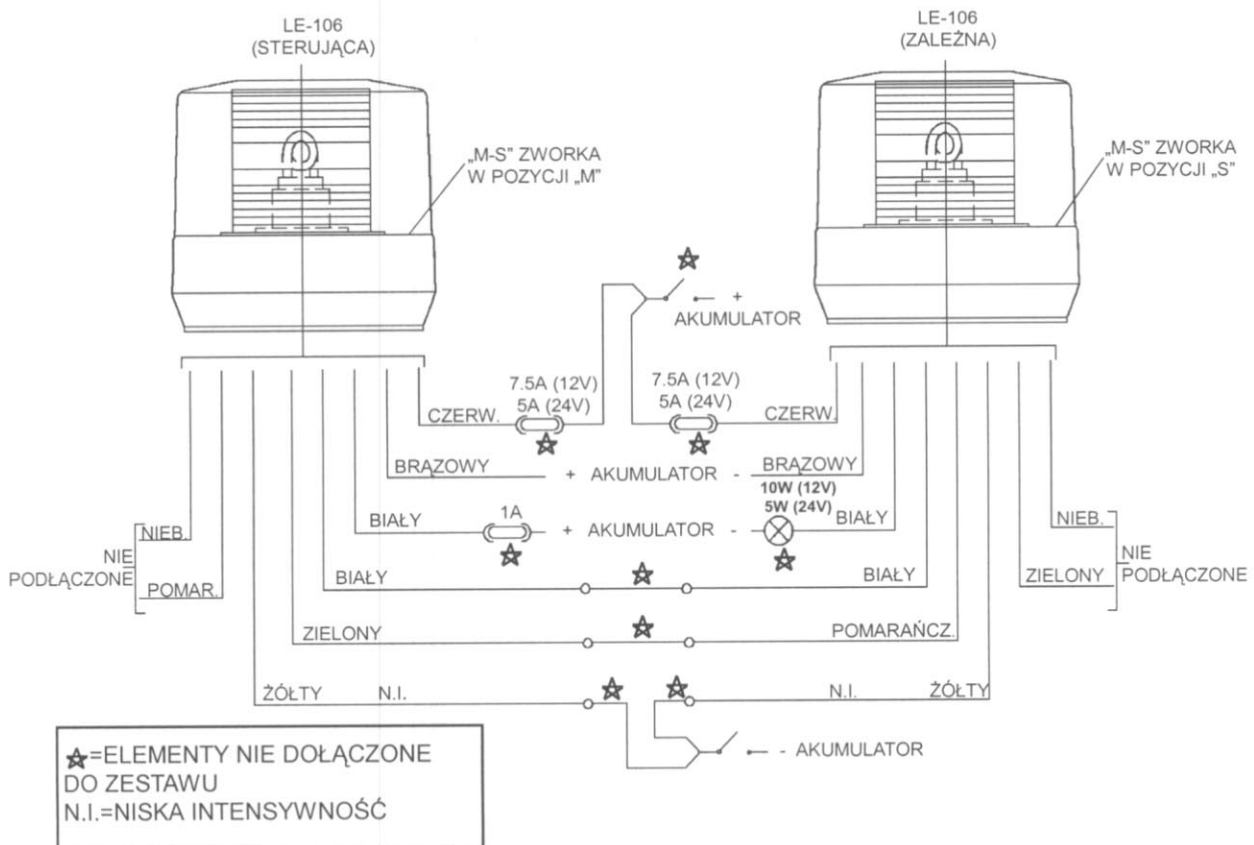 LE-106
(STERUJĄCA)
LE-106
(ZALEŻNA)
„M-S” ZWORKA
W POZYCJI „M”
„M-S” ZWORKA
W POZYCJI „S”
+
AKUMULATOR
7.5A (12V)
5A (24V)
7.5A (12V)
5A (24V)
CZERW.
CZERW.
BRĄZOWY
+ AKUMULATOR -
BRĄZOWY
10W (12V)
5W (24V)
BIAŁY
1A
+ AKUMULATOR -
BIAŁY
NIEB.
NIE
PODŁĄCZONE
POMAR.
NIEB.
NIE
PODŁĄCZONE
ZIELONY
BIAŁY
BIAŁY
ZIELONY
POMARAŃCZ.
ŻÓŁTY N.I.
N.I. ŻÓŁTY
- AKUMULATOR
=ELEMENTY NIE DOŁĄCZONE
DO ZESTAWU
N.I.=NISKA INTENSYWNOŚĆ